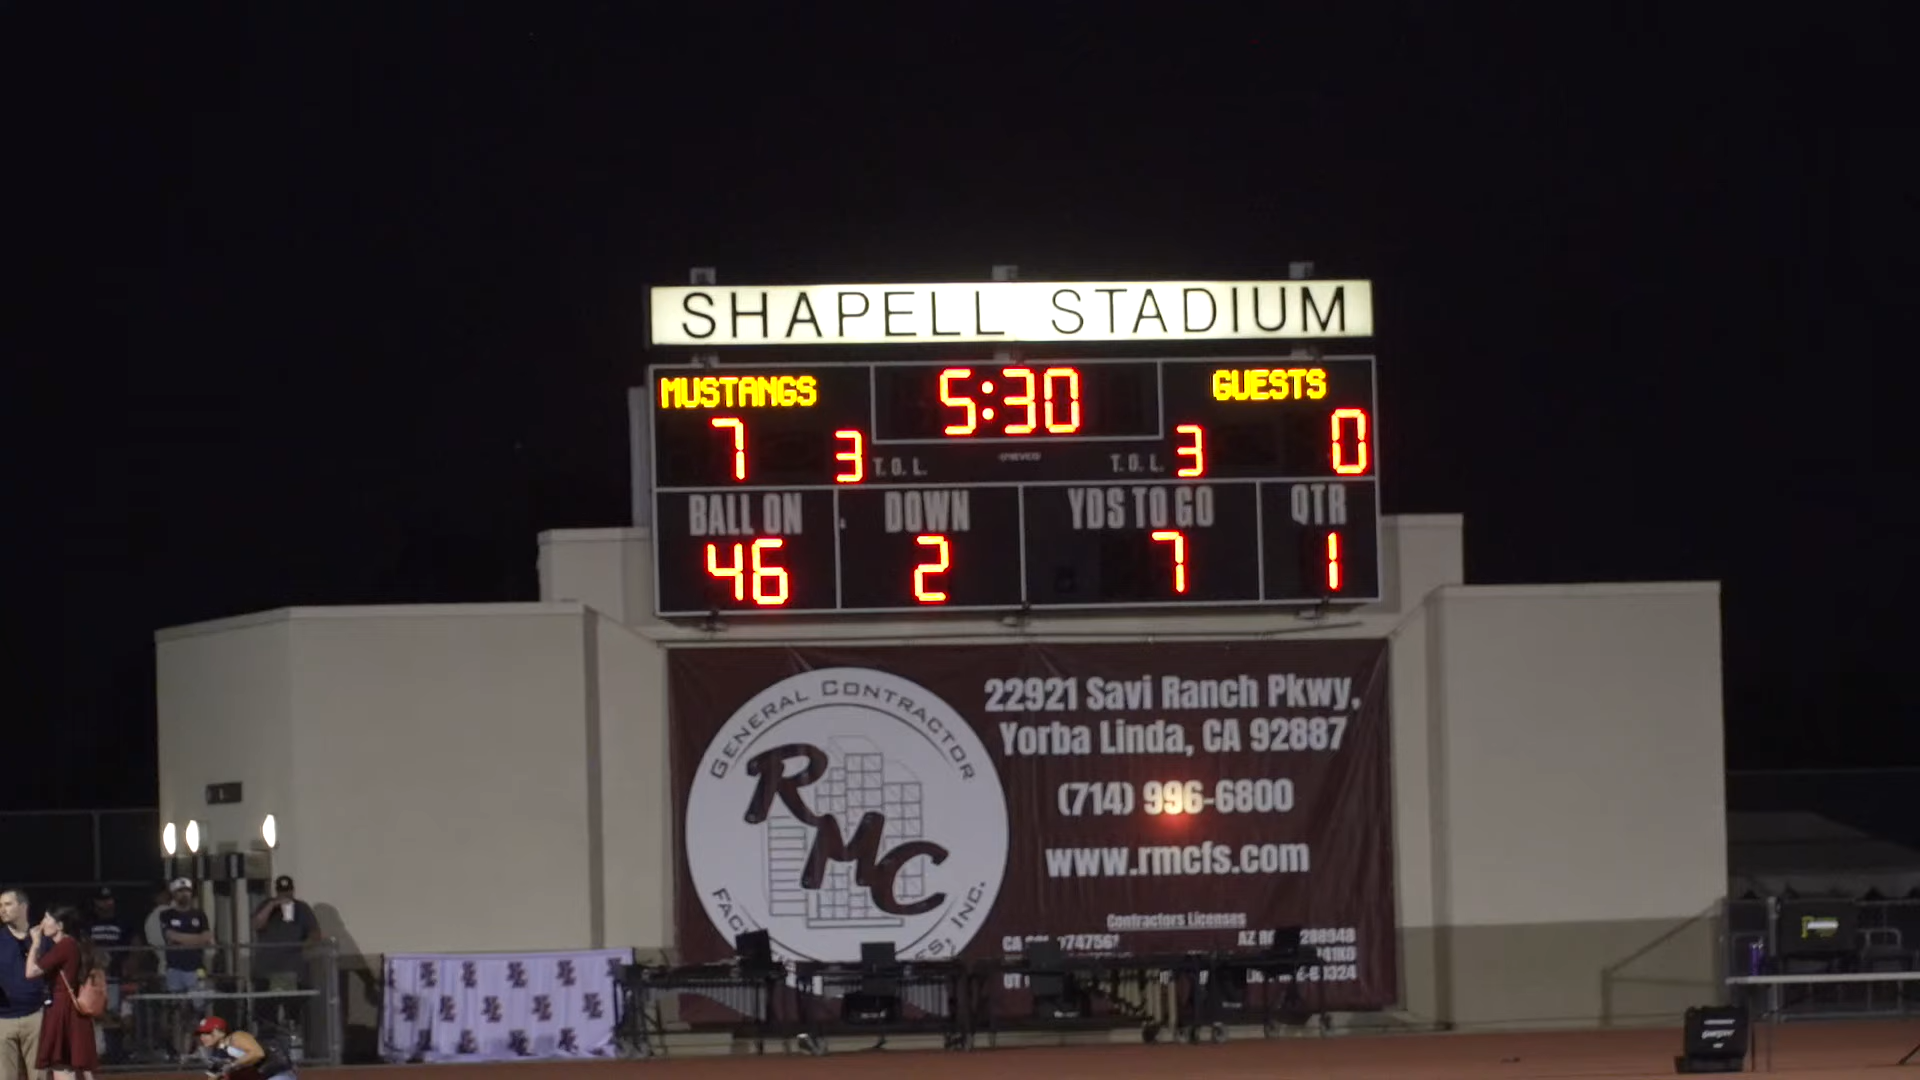 SHAPELL STADIUM
MUSTANGS 5:30 GUESTS
7 3 T.O.L. T.O.L. 3 0
BALL ON DOWN YDS TO GO QTR
46 2 7 1
GENERAL CONTRACTOR
RMC
INC.
22921 Savi Ranch Pkwy,
Yorba Linda, CA 92887
(714) 996-6800
www.rmcfs.com
Contractors Licenses